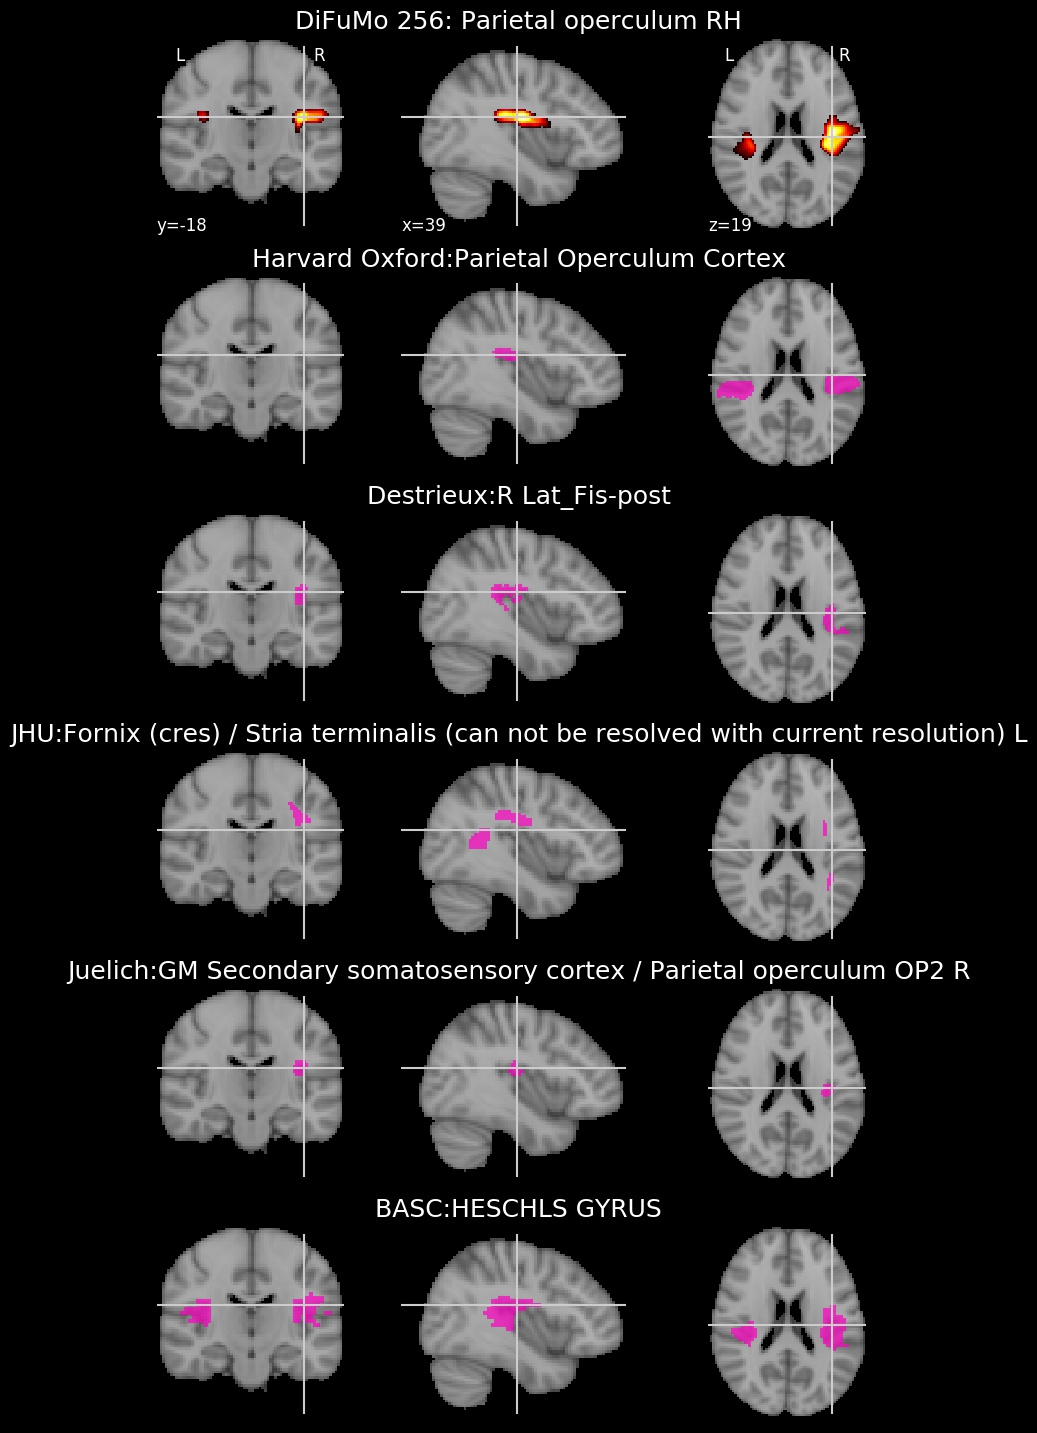 DiFuMo 256: Parietal operculum RH
L R L R
y=-18 x=39 z=19
Harvard Oxford:Parietal Operculum Cortex
Destrieux:R Lat_Fis-post
JHU:Fornix (cres) / Stria terminalis (can not be resolved with current resolution) L
Juelich:GM Secondary somatosensory cortex / Parietal operculum OP2 R
BASC:HESCHLS GYRUS